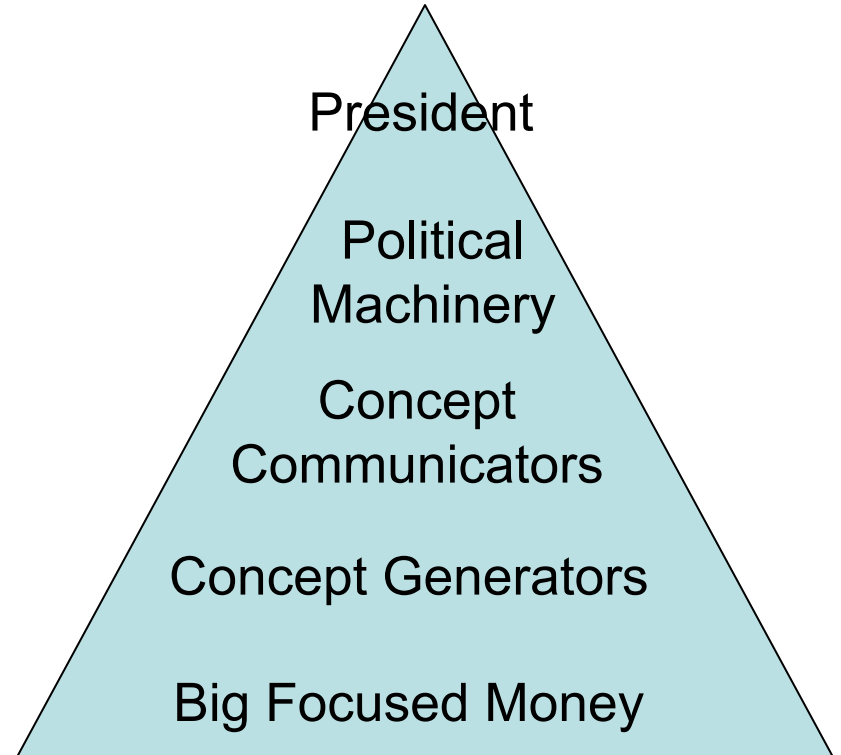 President
Political
Machinery
Concept
Communicators
Concept Generators
Big Focused Money